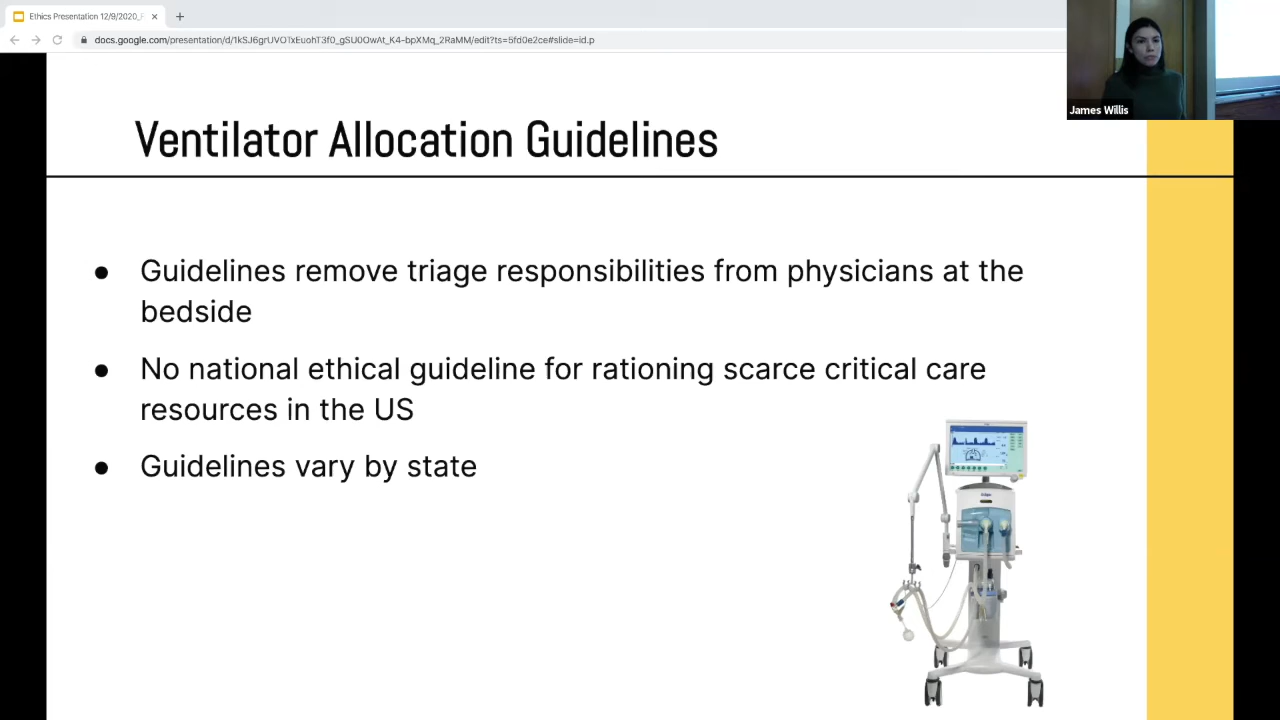 Ethics Presentation 12/9/2020_F
docs.google.com/presentation/d/1kSJ6grUVOTxEuohT3f0_gSU0OwAt_K4-bpXMq_2RaMM/edit?ts=5fd0e2ce#slide=id.p
James Willis
Ventilator Allocation Guidelines
● Guidelines remove triage responsibilities from physicians at the
bedside
● No national ethical guideline for rationing scarce critical care
resources in the US
● Guidelines vary by state